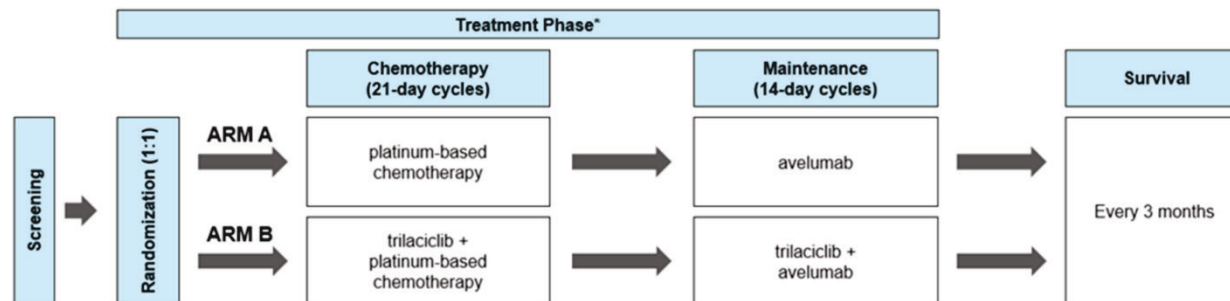 Treatment Phase*
Chemotherapy
(21-day cycles)
Maintenance
(14-day cycles)
Survival
Screening
Randomization (1:1)
ARM A
platinum-based
chemotherapy
avelumab
Every 3 months
ARM B
trilaciclib +
platinum-based
chemotherapy
trilaciclib +
avelumab